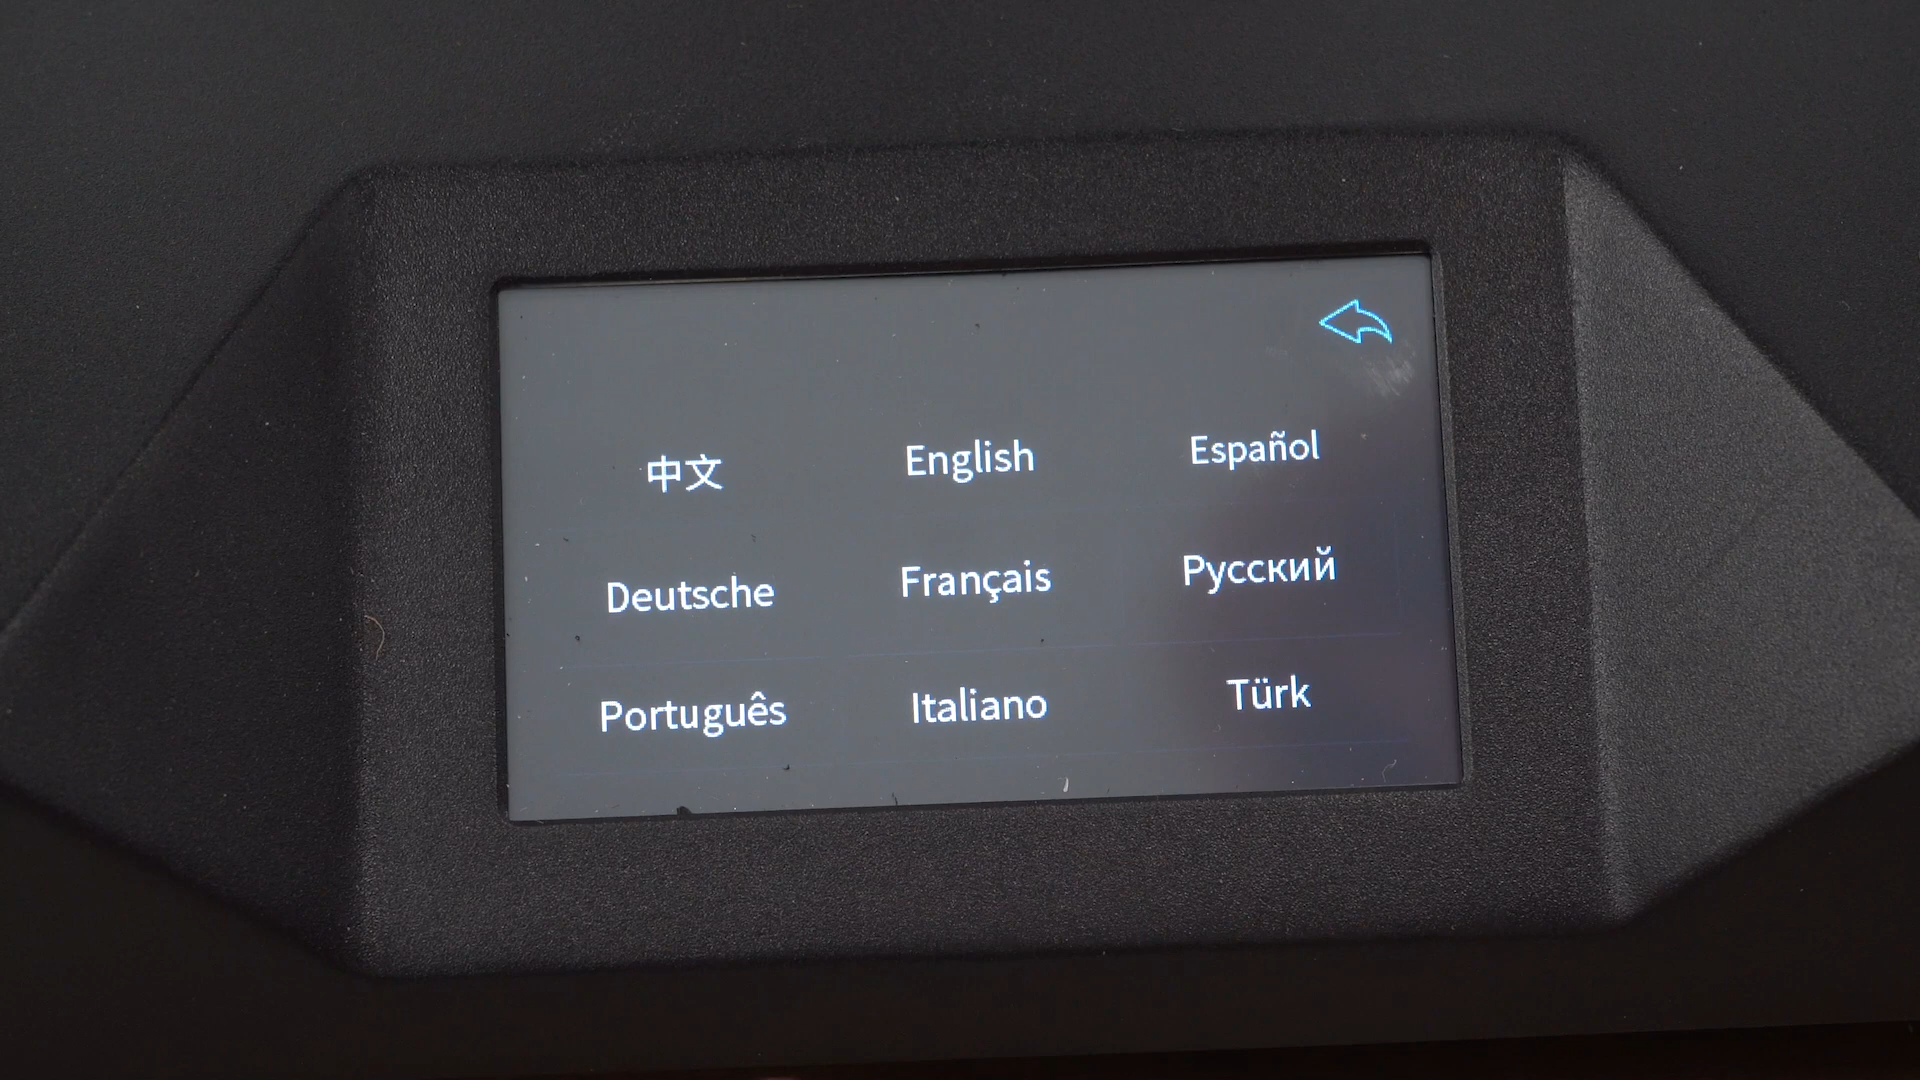 中文 English Español
Deutsche Français Русский
Português Italiano Türk